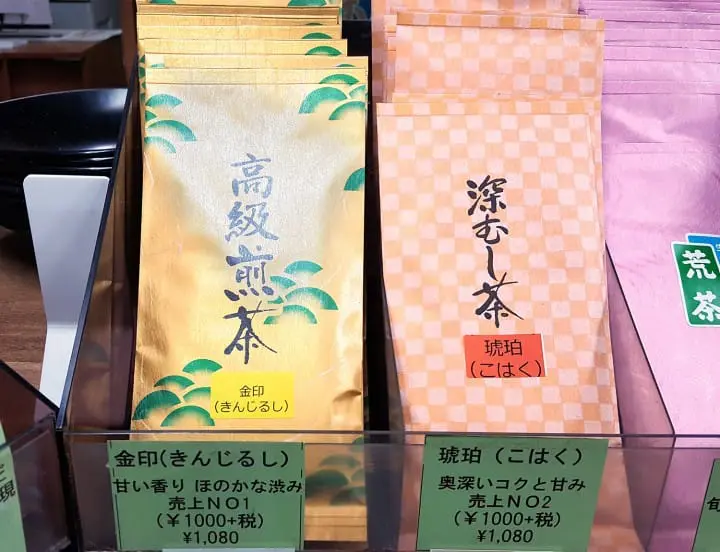 高級煎茶
金印
(きんじるし)
深むし茶
琥珀
(こはく)
荒茶
金印(きんじるし)
甘い香り ほのかな渋み
売上NO1
(¥1000+税)
¥1,080
琥珀 (こはく)
奥深いコクと甘み
売上NO2
(¥1000+税)
¥1,080
現
旬